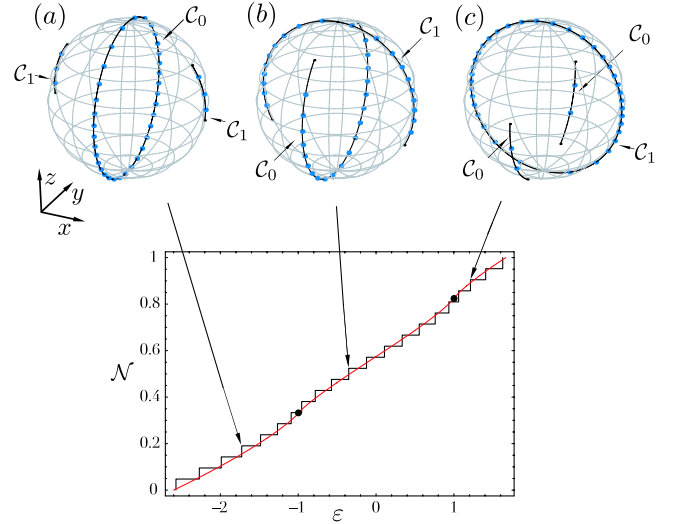 (a) (b) (c)
𝒞₀ 𝒞₁ 𝒞₀
𝒞₁
𝒞₁ 𝒞₀ 𝒞₀ 𝒞₁
z
y
x
1
0.8
0.6
𝒩
0.4
0.2
0
−2 −1 0 1
ε